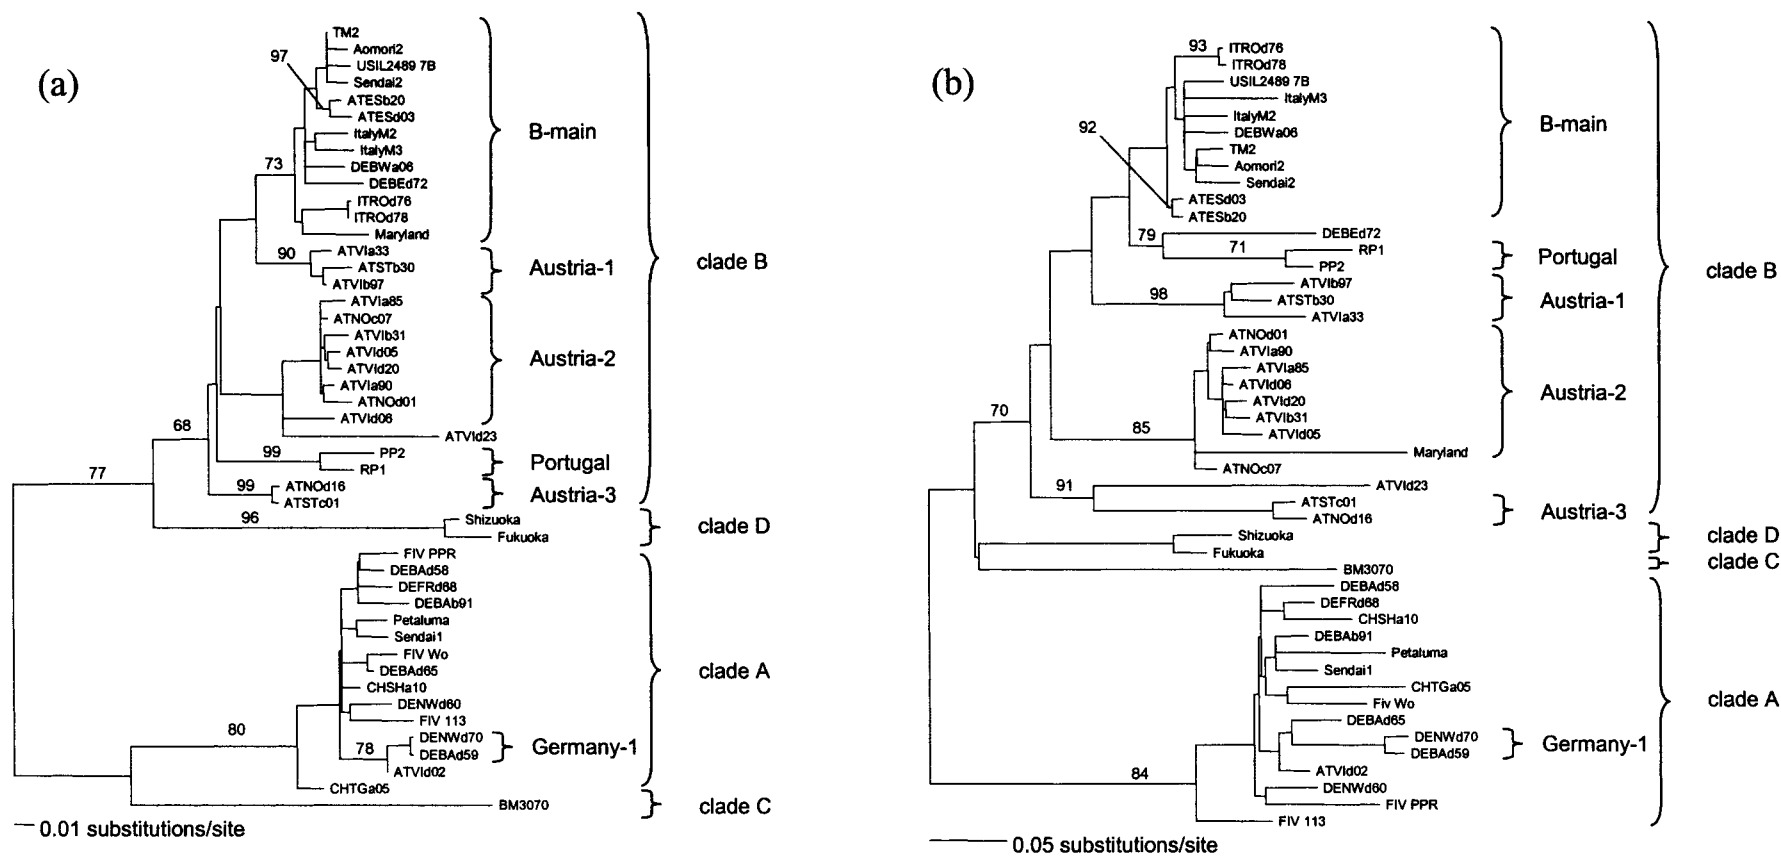 (a)
TM2
Aomori2
97
USIL2489 7B
Sendai2
ATESb20
ATESd03
ItalyM2
ItalyM3
73
DEBWa06
DEBEd72
ITROd76
ITROd78
Maryland
B-main
90
ATVIa33
ATSTb30
ATVIb97
Austria-1
clade B
ATVIa85
ATNOc07
ATVIb31
ATVId05
ATVId20
ATVIa90
ATNOd01
ATVId06
Austria-2
ATVId23
68
99
PP2
RP1
Portugal
77
99
ATNOd16
ATSTc01
Austria-3
96
Shizuoka
Fukuoka
clade D
FIV PPR
DEBAd58
DEFRd68
DEBAb91
Petaluma
Sendai1
FIV Wo
DEBAd65
CHSHa10
clade A
DENWd60
FIV 113
80
78
DENWd70
DEBAd59
Germany-1
ATVId02
CHTGa05
BM3070
clade C
0.01 substitutions/site
(b)
93
ITROd76
ITROd78
USIL2489 7B
ItalyM3
ItalyM2
92
DEBWa06
TM2
Aomori2
Sendai2
ATESd03
ATESb20
B-main
79
DEBEd72
71
RP1
PP2
Portugal
clade B
98
ATVIb97
ATSTb30
ATVIa33
Austria-1
ATNOd01
ATVIa90
ATVIa85
ATVId06
ATVId20
ATVIb31
ATVId05
Austria-2
70
85
Maryland
ATNOc07
91
ATVId23
ATSTc01
ATNOd16
Austria-3
Shizuoka
Fukuoka
clade D
BM3070
clade C
DEBAd58
DEFRd68
CHSHa10
DEBAb91
Petaluma
Sendai1
CHTGa05
Fiv Wo
clade A
DEBAd65
DENWd70
DEBAd59
Germany-1
84
ATVId02
DENWd60
FIV PPR
FIV 113
0.05 substitutions/site